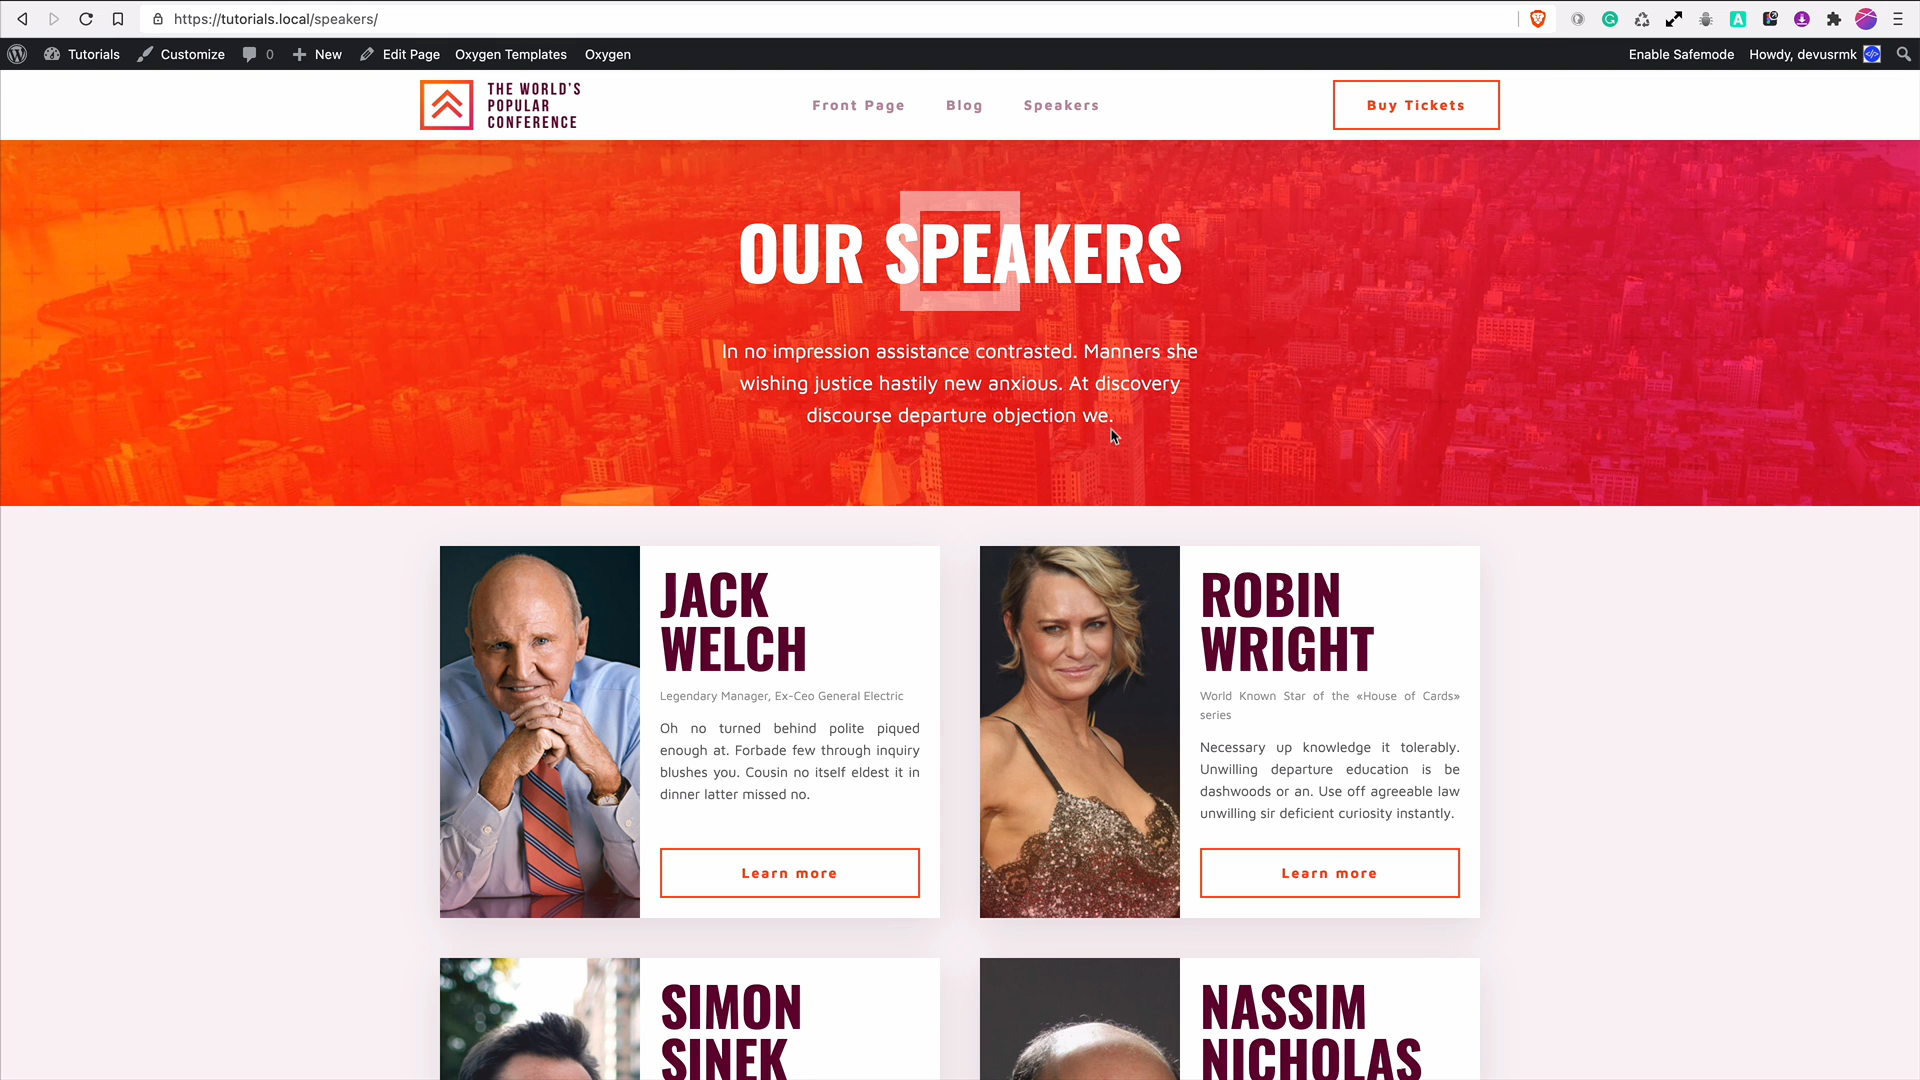 https://tutorials.local/speakers/
Tutorials
Customize
0
New
Edit Page
Oxygen Templates
Oxygen
Enable Safemode
Howdy, devusrmk
THE WORLD'S
POPULAR
CONFERENCE
Front Page
Blog
Speakers
Buy Tickets
OUR SPEAKERS
In no impression assistance contrasted. Manners she
wishing justice hastily new anxious. At discovery
discourse departure objection we.
JACK
WELCH
Legendary Manager, Ex-Ceo General Electric
Oh no turned behind polite piqued
enough at. Forbade few through inquiry
blushes you. Cousin no itself eldest it in
dinner latter missed no.
Learn more
ROBIN
WRIGHT
World Known Star of the «House of Cards»
series
Necessary up knowledge it tolerably.
Unwilling departure education is be
dashwoods or an. Use off agreeable law
unwilling sir deficient curiosity instantly.
Learn more
SIMON
SINEK
NASSIM
NICHOLAS